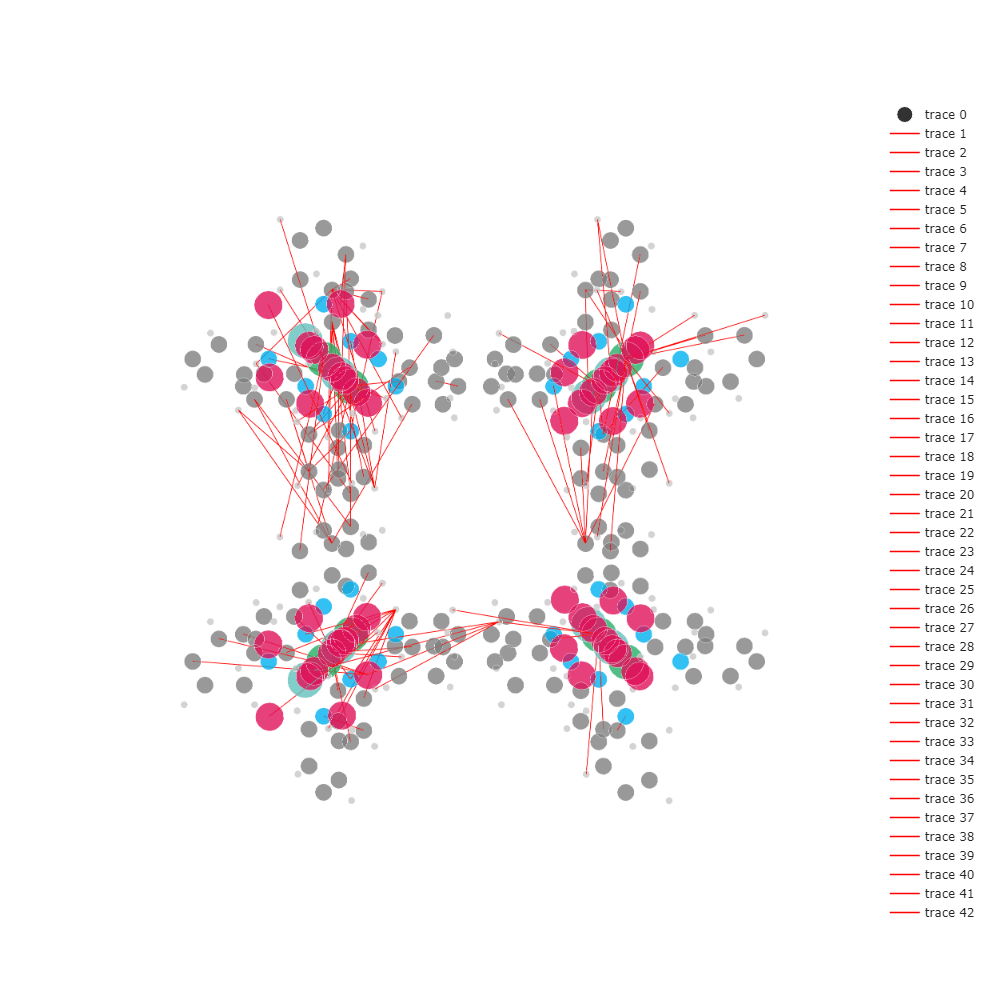 trace 0
trace 1
trace 2
trace 3
trace 4
trace 5
trace 6
trace 7
trace 8
trace 9
trace 10
trace 11
trace 12
trace 13
trace 14
trace 15
trace 16
trace 17
trace 18
trace 19
trace 20
trace 21
trace 22
trace 23
trace 24
trace 25
trace 26
trace 27
trace 28
trace 29
trace 30
trace 31
trace 32
trace 33
trace 34
trace 35
trace 36
trace 37
trace 38
trace 39
trace 40
trace 41
trace 42